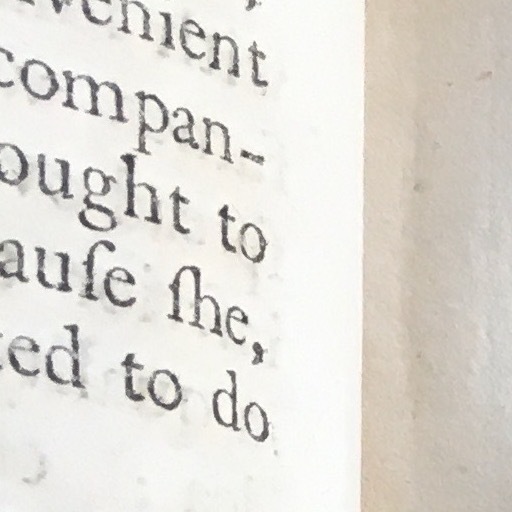 venient
compan-
ought to
auſe ſhe,
ed to do